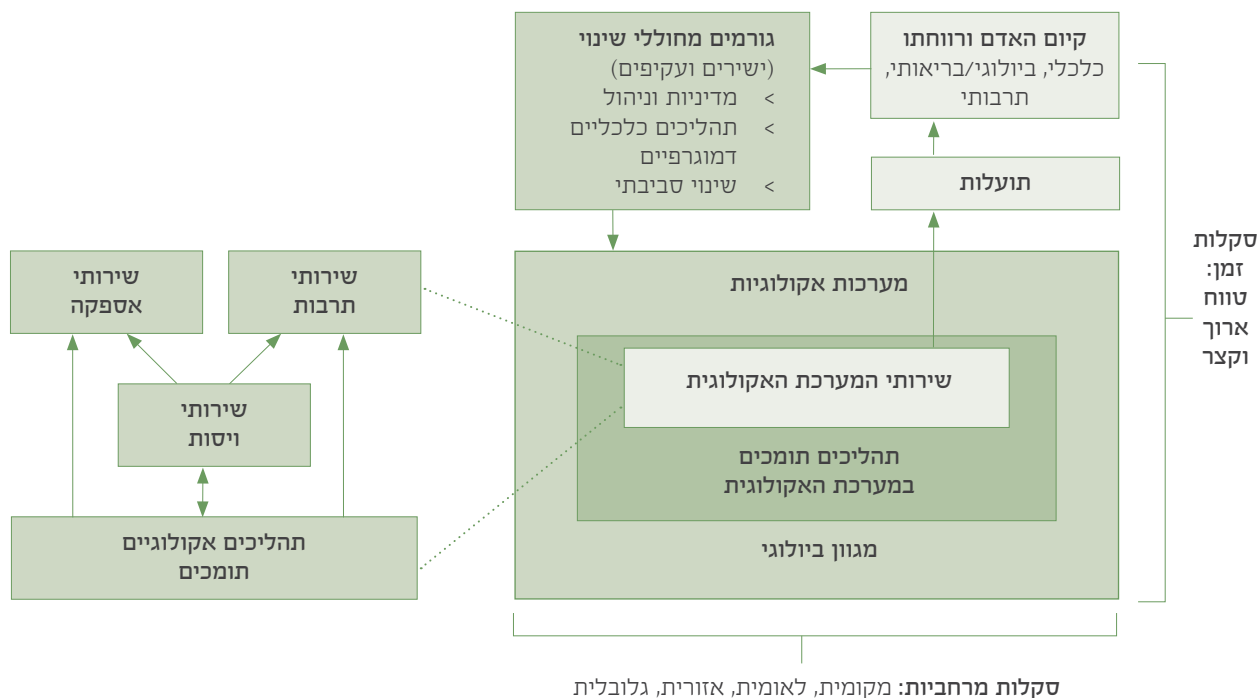 קיום האדם ורווחתו
כלכלי, ביולוגי/בריאותי,
תרבותי
גורמים מחוללי שינוי
(ישירים ועקיפים)
> מדיניות וניהול
> תהליכים כלכליים
דמוגרפיים
> שינוי סביבתי
תועלות
סקלות
זמן:
טווח
ארוך
וקצר
מערכות אקולוגיות
שירותי המערכת האקולוגית
תהליכים תומכים
במערכת האקולוגית
מגוון ביולוגי
שירותי
תרבות
שירותי
אספקה
שירותי
ויסות
תהליכים אקולוגיים
תומכים
סקלות מרחביות: מקומית, לאומית, אזורית, גלובלית